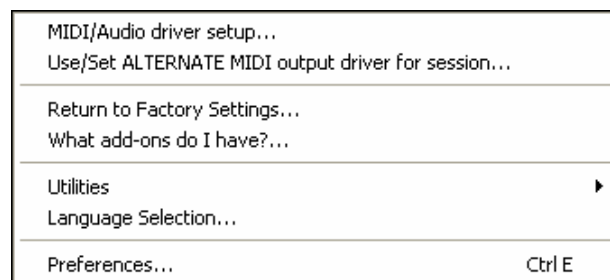 MIDI/Audio driver setup...
Use/Set ALTERNATE MIDI output driver for session...
Return to Factory Settings...
What add-ons do I have?...
Utilities
Language Selection...
Preferences... Ctrl E